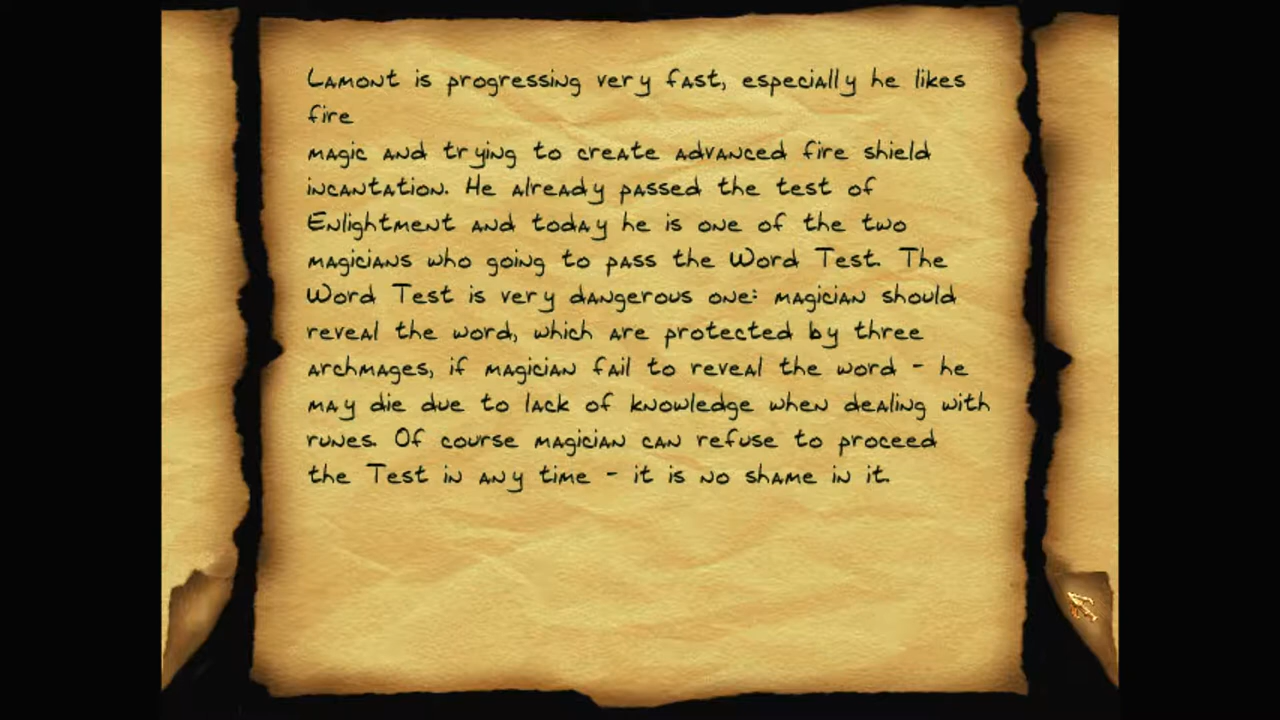 Lamont is progressing very fast, especially he likes
fire
magic and trying to create advanced fire shield
incantation. He already passed the test of
Enlightment and today he is one of the two
magicians who going to pass the Word Test. The
Word Test is very dangerous one: magician should
reveal the word, which are protected by three
archmages, if magician fail to reveal the word - he
may die due to lack of knowledge when dealing with
runes. Of course magician can refuse to proceed
the Test in any time - it is no shame in it.